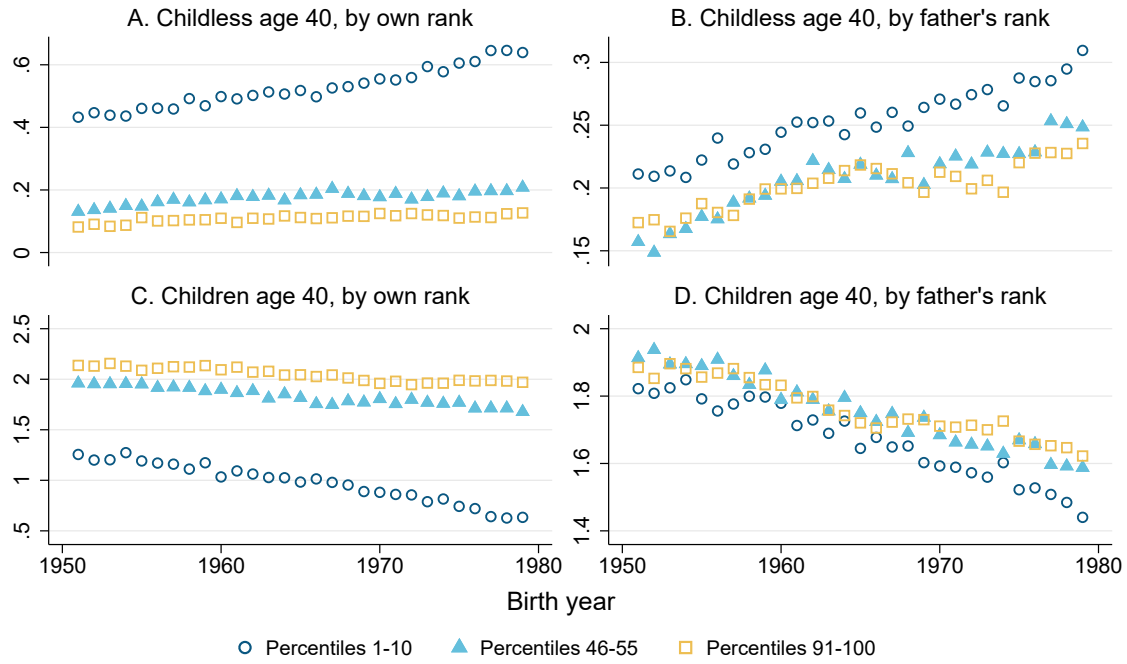 A. Childless age 40, by own rank
.6
.4
.2
0
B. Childless age 40, by father's rank
.3
.25
.2
.15
C. Children age 40, by own rank
2.5
2
1.5
1
.5
1950 1960 1970 1980
D. Children age 40, by father's rank
2
1.8
1.6
1.4
1950 1960 1970 1980
Birth year
Percentiles 1-10 Percentiles 46-55 Percentiles 91-100